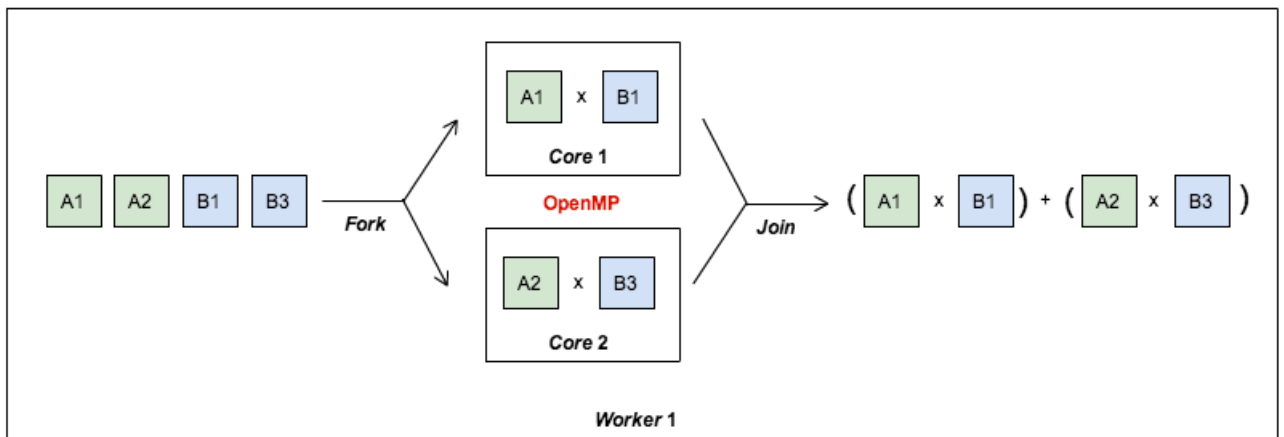 A1 A2 B1 B3
Fork
A1 x B1
Core 1
OpenMP
A2 x B3
Core 2
Join
( A1 x B1 ) + ( A2 x B3 )
Worker 1